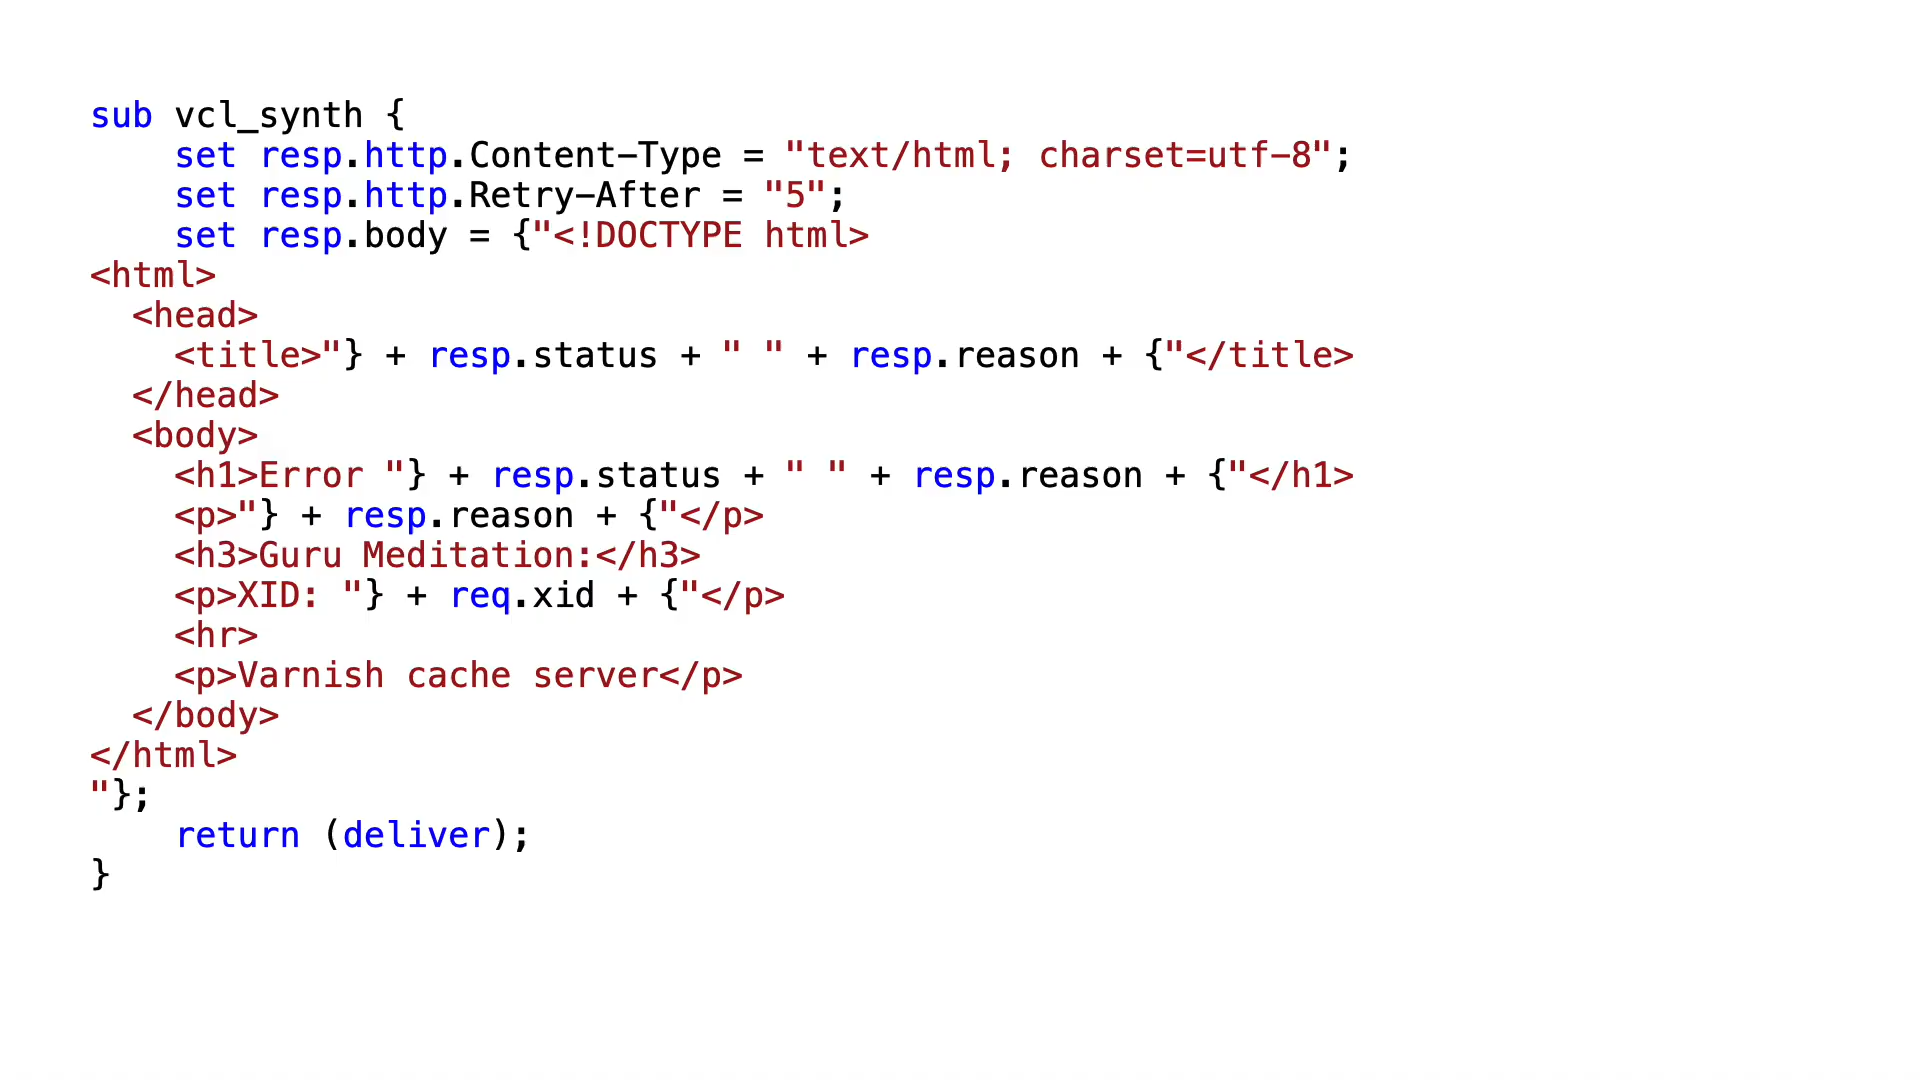 sub vcl_synth {
    set resp.http.Content-Type = "text/html; charset=utf-8";
    set resp.http.Retry-After = "5";
    set resp.body = {"<!DOCTYPE html>
<html>
  <head>
    <title>"} + resp.status + " " + resp.reason + {"</title>
  </head>
  <body>
    <h1>Error "} + resp.status + " " + resp.reason + {"</h1>
    <p>"} + resp.reason + {"</p>
    <h3>Guru Meditation:</h3>
    <p>XID: "} + req.xid + {"</p>
    <hr>
    <p>Varnish cache server</p>
  </body>
</html>
"};
    return (deliver);
}